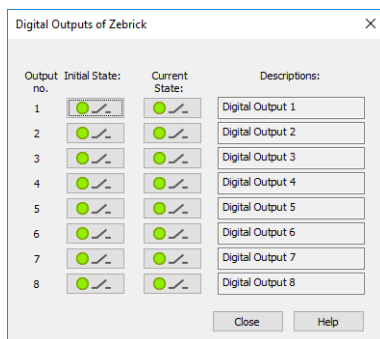 Digital Outputs of Zebrick
Output no. Initial State: Current State: Descriptions:
1 Digital Output 1
2 Digital Output 2
3 Digital Output 3
4 Digital Output 4
5 Digital Output 5
6 Digital Output 6
7 Digital Output 7
8 Digital Output 8
Close Help